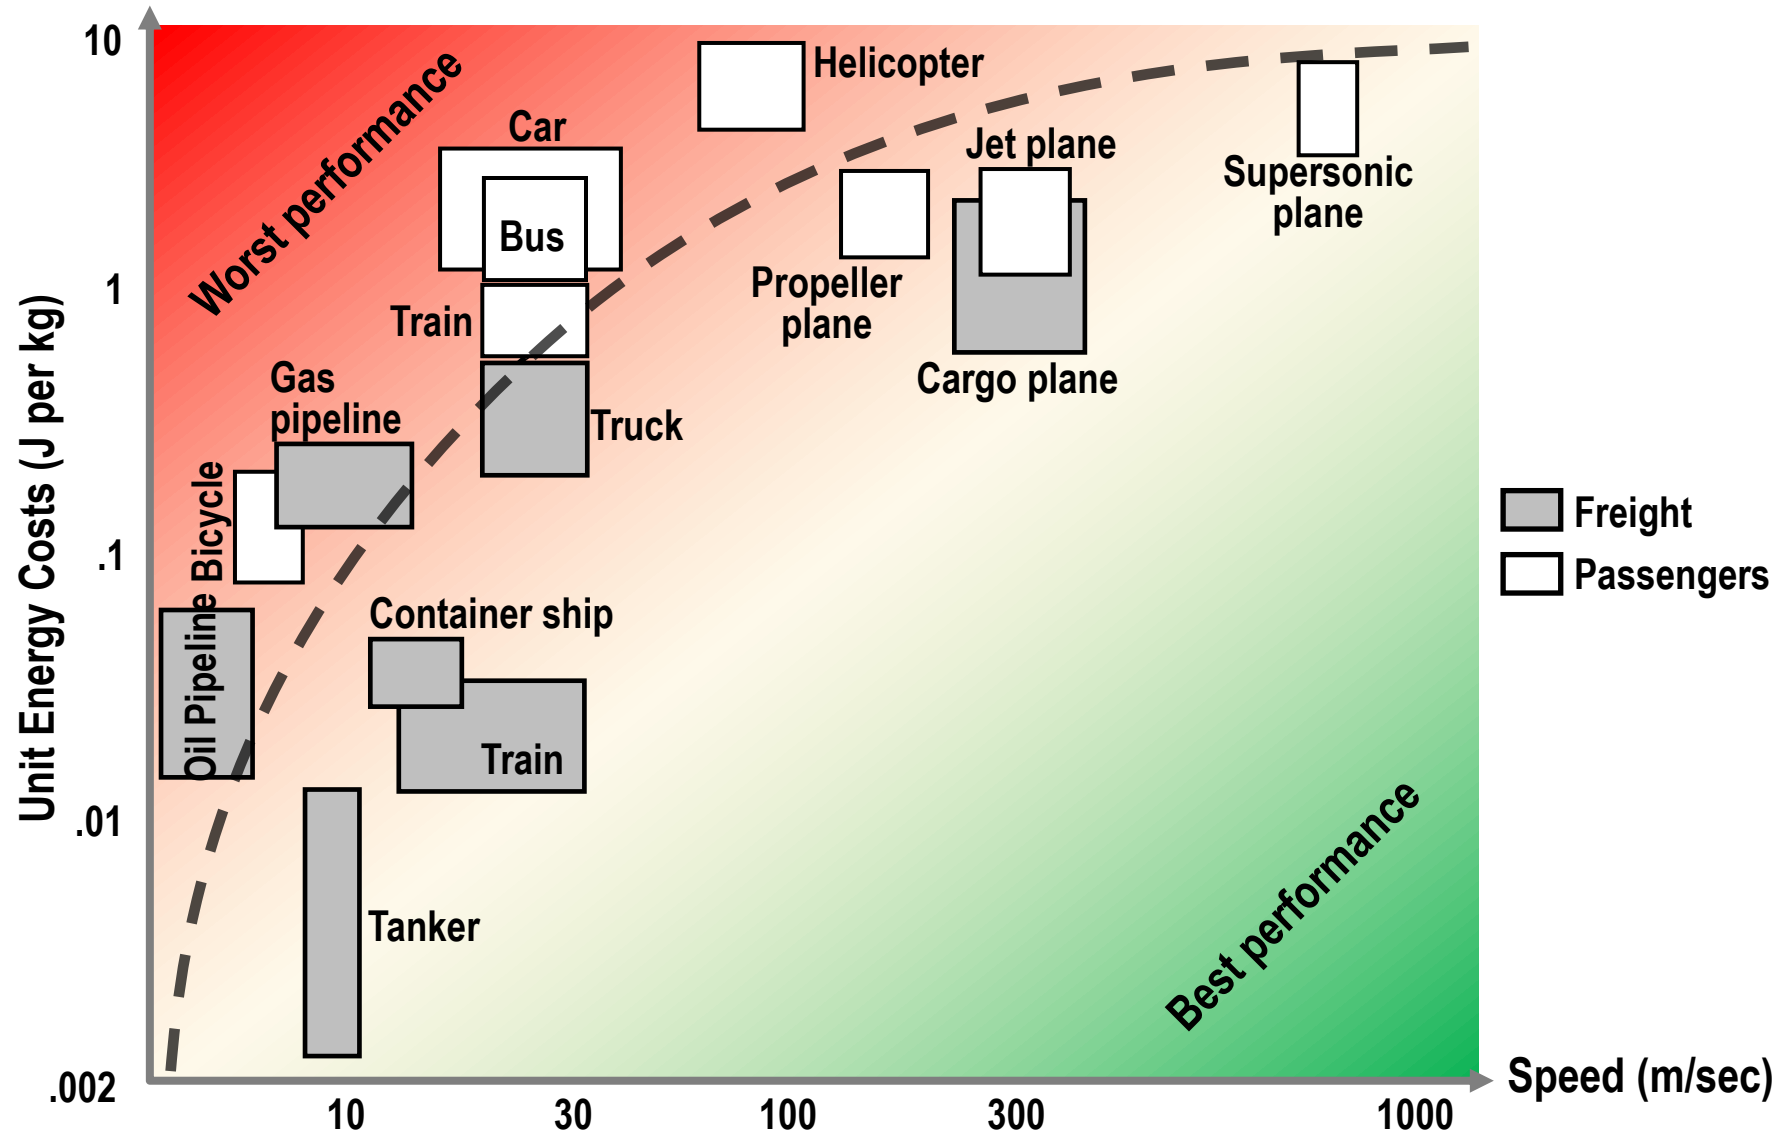 Unit Energy Costs (J per kg)
10
1
.1
.01
.002
Worst performance
Helicopter
Car
Bus
Jet plane
Supersonic
plane
Propeller
plane
Cargo plane
Train
Gas
pipeline
Truck
Bicycle
Oil Pipeline
Container ship
Train
Tanker
Best performance
Freight
Passengers
10
30
100
300
1000
Speed (m/sec)